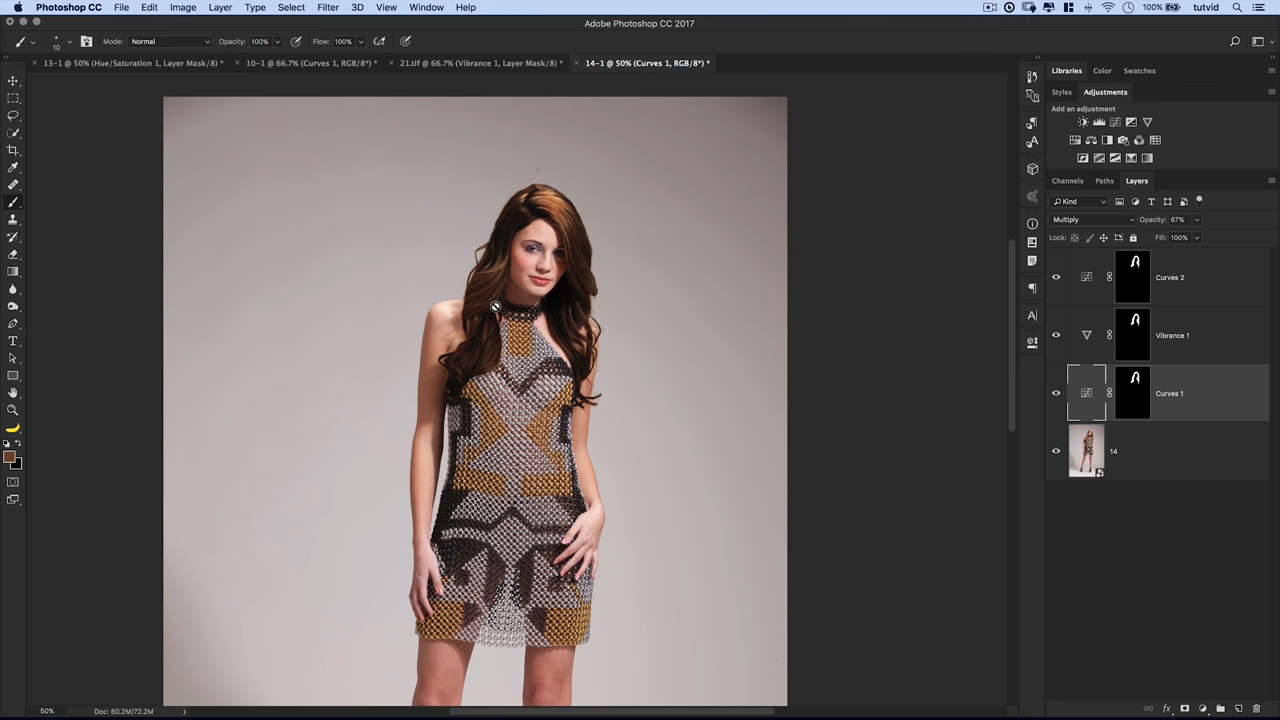 Photoshop CC File Edit Image Layer Type Select Filter 3D View Window Help 100% tutvid
Adobe Photoshop CC 2017
10 Mode: Normal Opacity: 100% Flow: 100%
13-1 @ 50% (Hue/Saturation 1, Layer Mask/8) * 10-1 @ 66.7% (Curves 1, RGB/8*) * 21.tif @ 66.7% (Vibrance 1, Layer Mask/8) * 14-1 @ 50% (Curves 1, RGB/8*) *
Libraries Color Swatches
Styles Adjustments
Add an adjustment
Channels Paths Layers
Kind
Multiply Opacity: 67%
Lock: Fill: 100%
Curves 2
Vibrance 1
Curves 1
14
50% Doc: 60.2M/72.2M